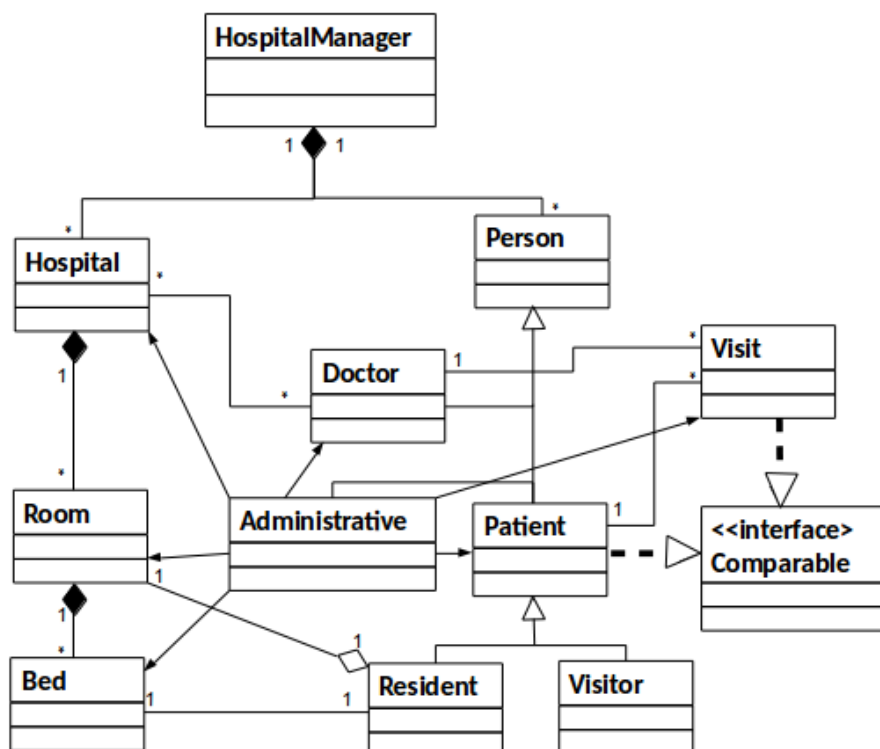 HospitalManager
1 1
* *
Person
Hospital
*
Visit
1 *
Doctor
*
1 *
*
Room
Administrative
Patient
1
<<interface>
Comparable
1
1
1
*
Bed
Resident
Visitor
1 1